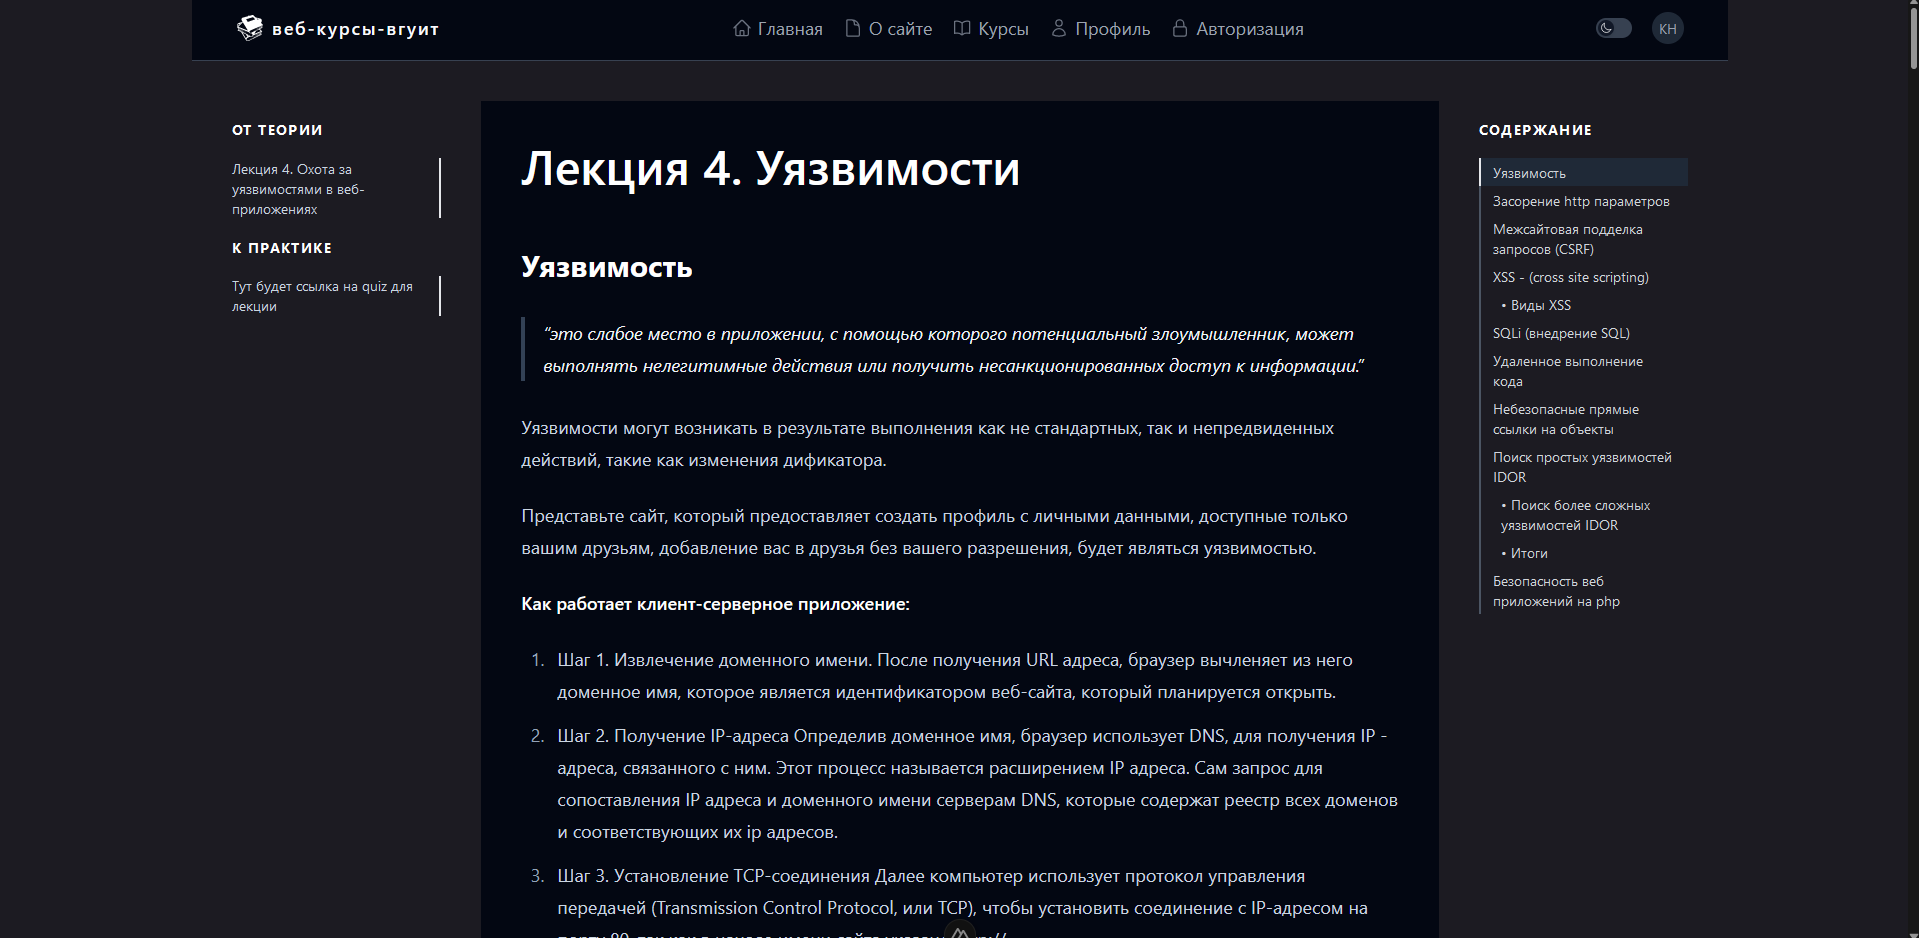 веб-курсы-вгуит
Главная
О сайте
Курсы
Профиль
Авторизация
КН
ОТ ТЕОРИИ
Лекция 4. Охота за
уязвимостями в веб-
приложениях
К ПРАКТИКЕ
Тут будет ссылка на quiz для
лекции
Лекция 4. Уязвимости
Уязвимость
“это слабое место в приложении, с помощью которого потенциальный злоумышленник, может
выполнять нелегитимные действия или получить несанкционированных доступ к информации.”
Уязвимости могут возникать в результате выполнения как не стандартных, так и непредвиденных
действий, такие как изменения дификатора.
Представьте сайт, который предоставляет создать профиль с личными данными, доступные только
вашим друзьям, добавление вас в друзья без вашего разрешения, будет являться уязвимостью.
Как работает клиент-серверное приложение:
1. Шаг 1. Извлечение доменного имени. После получения URL адреса, браузер вычленяет из него
доменное имя, которое является идентификатором веб-сайта, который планируется открыть.
2. Шаг 2. Получение IP-адреса Определив доменное имя, браузер использует DNS, для получения IP -
адреса, связанного с ним. Этот процесс называется расширением IP адреса. Сам запрос для
сопоставления IP адреса и доменного имени серверам DNS, которые содержат реестр всех доменов
и соответствующих их ip адресов.
3. Шаг 3. Установление TCP-соединения Далее компьютер использует протокол управления
передачей (Transmission Control Protocol, или TCP), чтобы установить соединение с IP-адресом на
СОДЕРЖАНИЕ
Уязвимость
Засорение http параметров
Межсайтовая подделка
запросов (CSRF)
XSS - (cross site scripting)
• Виды XSS
SQLi (внедрение SQL)
Удаленное выполнение
кода
Небезопасные прямые
ссылки на объекты
Поиск простых уязвимостей
IDOR
• Поиск более сложных
уязвимостей IDOR
• Итоги
Безопасность веб
приложений на php